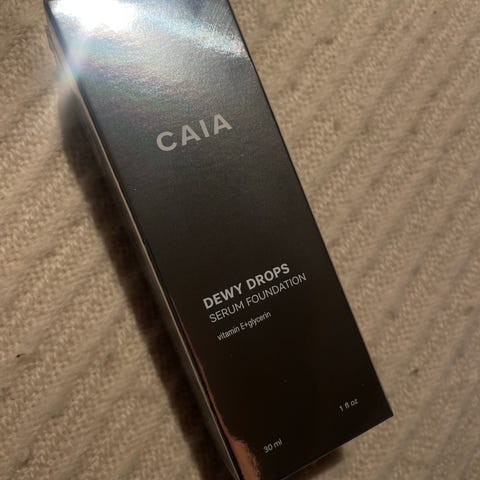 CAIA
DEWY DROPS
SERUM FOUNDATION
vitamin E+glycerin
30 ml
1 fl oz